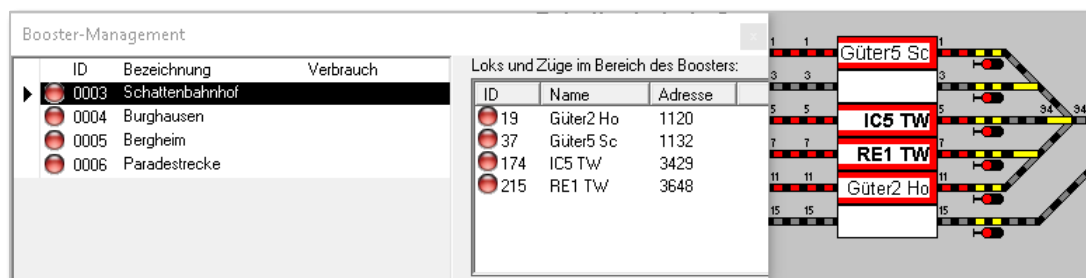 Booster-Management
x
ID Bezeichnung Verbrauch
0003 Schattenbahnhof
0004 Burghausen
0005 Bergheim
0006 Paradestrecke
Loks und Züge im Bereich des Boosters:
ID Name Adresse
19 Güter2 Ho 1120
37 Güter5 Sc 1132
174 IC5 TW 3429
215 RE1 TW 3648
1 1 Güter5 Sc 1
3 3 3
5 5 IC5 TW 5 94 94
7 7 RE1 TW 7
11 11 Güter2 Ho 11
15 15 15